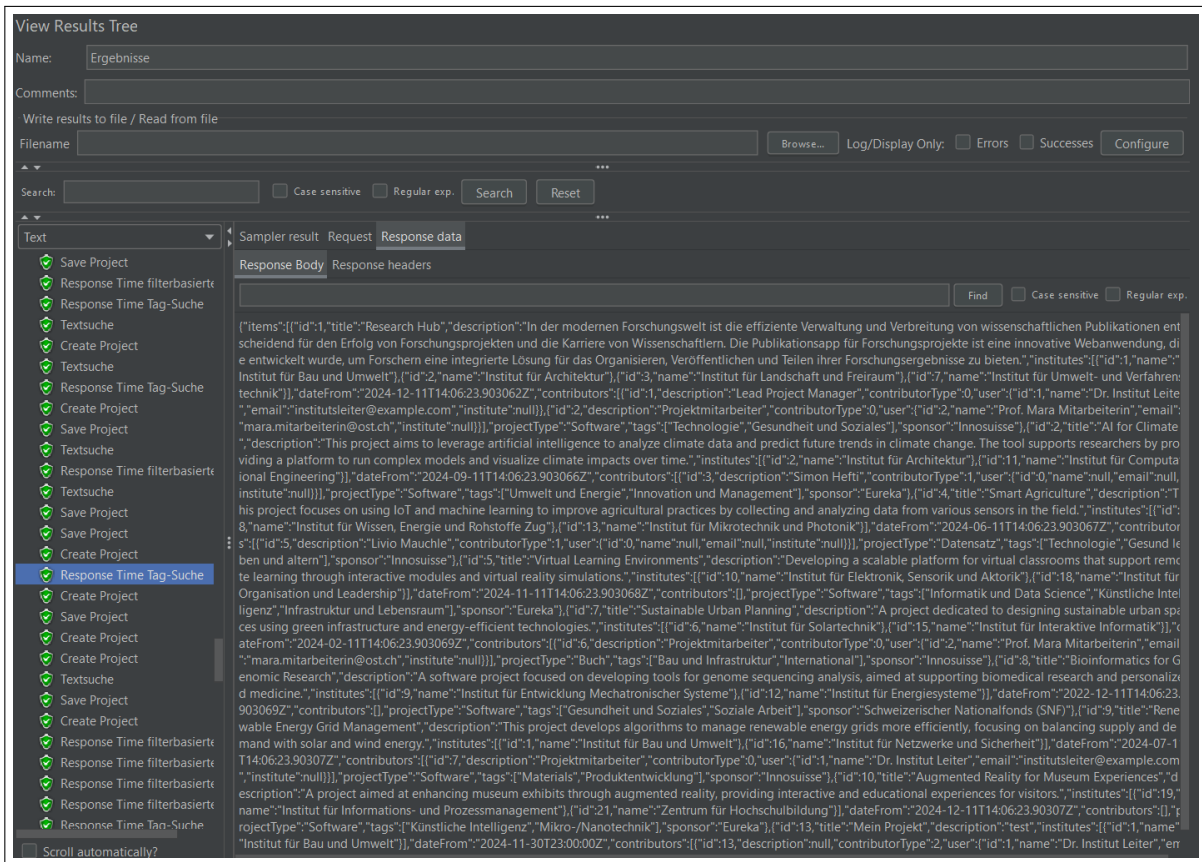 View Results Tree
Name: Ergebnisse
Comments:
Write results to file / Read from file
Filename Browse... Log/Display Only: Errors Successes Configure
Search: Case sensitive Regular exp. Search Reset
Text
Save Project
Response Time filterbasierte
Response Time Tag-Suche
Textsuche
Create Project
Textsuche
Response Time Tag-Suche
Create Project
Save Project
Textsuche
Response Time filterbasierte
Textsuche
Save Project
Save Project
Create Project
Response Time Tag-Suche
Create Project
Save Project
Create Project
Create Project
Textsuche
Save Project
Create Project
Response Time filterbasierte
Response Time filterbasierte
Response Time filterbasierte
Response Time filterbasierte
Response Time Tag-Suche
Scroll automatically?
Sampler result Request Response data
Response Body Response headers
Find Case sensitive Regular exp.
{"items":[{"id":1,"title":"Research Hub","description":"In der modernen Forschungswelt ist die effiziente Verwaltung und Verbreitung von wissenschaftlichen Publikationen ent
scheidend für den Erfolg von Forschungsprojekten und die Karriere von Wissenschaftlern. Die Publikationsapp für Forschungsprojekte ist eine innovative Webanwendung, di
e entwickelt wurde, um Forschern eine integrierte Lösung für das Organisieren, Veröffentlichen und Teilen ihrer Forschungsergebnisse zu bieten.","institutes":[{"id":1,"name":"
Institut für Bau und Umwelt"},{"id":2,"name":"Institut für Architektur"},{"id":3,"name":"Institut für Landschaft und Freiraum"},{"id":7,"name":"Institut für Umwelt- und Verfahrens
technik"}],"dateFrom":"2024-12-11T14:06:23.903062Z","contributors":[{"id":1,"description":"Lead Project Manager","contributorType":0,"user":{"id":1,"name":"Dr. Institut Leite
","email":"institutsleiter@example.com","institute":null}},{"id":2,"description":"Projektmitarbeiter","contributorType":0,"user":{"id":2,"name":"Prof. Mara Mitarbeiterin","email":
"mara.mitarbeiterin@ost.ch","institute":null}}],"projectType":"Software","tags":["Technologie","Gesundheit und Soziales"],"sponsor":"Innosuisse"},{"id":2,"title":"AI for Climate
","description":"This project aims to leverage artificial intelligence to analyze climate data and predict future trends in climate change. The tool supports researchers by pro
viding a platform to run complex models and visualize climate impacts over time.","institutes":[{"id":2,"name":"Institut für Architektur"},{"id":11,"name":"Institut für Computa
ional Engineering"}],"dateFrom":"2024-09-11T14:06:23.903066Z","contributors":[{"id":3,"description":"Simon Hefti","contributorType":1,"user":{"id":0,"name":null,"email":null,
institute":null}}],"projectType":"Software","tags":["Umwelt und Energie","Innovation und Management"],"sponsor":"Eureka"},{"id":4,"title":"Smart Agriculture","description":"T
his project focuses on using IoT and machine learning to improve agricultural practices by collecting and analyzing data from various sensors in the field.","institutes":[{"id":
8,"name":"Institut für Wissen, Energie und Rohstoffe Zug"},{"id":13,"name":"Institut für Mikrotechnik und Photonik"}],"dateFrom":"2024-06-11T14:06:23.903067Z","contributor
s":[{"id":5,"description":"Livio Mauchle","contributorType":1,"user":{"id":0,"name":null,"email":null,"institute":null}}],"projectType":"Datensatz","tags":["Technologie","Gesund le
ben und altern"],"sponsor":"Innosuisse"},{"id":5,"title":"Virtual Learning Environments","description":"Developing a scalable platform for virtual classrooms that support remo
te learning through interactive modules and virtual reality simulations.","institutes":[{"id":10,"name":"Institut für Elektronik, Sensorik und Aktorik"},{"id":18,"name":"Institut für
Organisation und Leadership"}],"dateFrom":"2024-11-11T14:06:23.903068Z","contributors":[],"projectType":"Software","tags":["Informatik und Data Science","Künstliche Intel
ligenz","Infrastruktur und Lebensraum"],"sponsor":"Eureka"},{"id":7,"title":"Sustainable Urban Planning","description":"A project dedicated to designing sustainable urban spa
ces using green infrastructure and energy-efficient technologies.","institutes":[{"id":6,"name":"Institut für Solartechnik"},{"id":15,"name":"Institut für Interaktive Informatik"}],"d
ateFrom":"2024-02-11T14:06:23.903069Z","contributors":[{"id":6,"description":"Projektmitarbeiter","contributorType":0,"user":{"id":2,"name":"Prof. Mara Mitarbeiterin","email
":"mara.mitarbeiterin@ost.ch","institute":null}}],"projectType":"Buch","tags":["Bau und Infrastruktur","International"],"sponsor":"Innosuisse"},{"id":8,"title":"Bioinformatics for G
enomic Research","description":"A software project focused on developing tools for genome sequencing analysis, aimed at supporting biomedical research and personalize
d medicine.","institutes":[{"id":9,"name":"Institut für Entwicklung Mechatronischer Systeme"},{"id":12,"name":"Institut für Energiesysteme"}],"dateFrom":"2022-12-11T14:06:23.
903069Z","contributors":[],"projectType":"Software","tags":["Gesundheit und Soziales","Soziale Arbeit"],"sponsor":"Schweizerischer Nationalfonds (SNF)"},{"id":9,"title":"Rene
wable Energy Grid Management","description":"This project develops algorithms to manage renewable energy grids more efficiently, focusing on balancing supply and de
mand with solar and wind energy.","institutes":[{"id":1,"name":"Institut für Bau und Umwelt"},{"id":16,"name":"Institut für Netzwerke und Sicherheit"}],"dateFrom":"2024-07-1
T14:06:23.90307Z","contributors":[{"id":7,"description":"Projektmitarbeiter","contributorType":0,"user":{"id":1,"name":"Dr. Institut Leiter","email":"institutsleiter@example.com
","institute":null}}],"projectType":"Software","tags":["Materials","Produktentwicklung"],"sponsor":"Innosuisse"},{"id":10,"title":"Augmented Reality for Museum Experiences","d
escription":"A project aimed at enhancing museum exhibits through augmented reality, providing interactive and educational experiences for visitors.","institutes":[{"id":19,"
name":"Institut für Informations- und Prozessmanagement"},{"id":21,"name":"Zentrum für Hochschulbildung"}],"dateFrom":"2024-12-11T14:06:23.90307Z","contributors":[],"p
rojectType":"Software","tags":["Künstliche Intelligenz","Mikro-/Nanotechnik"],"sponsor":"Eureka"},{"id":13,"title":"Mein Projekt","description":"test","institutes":[{"id":1,"name"
"Institut für Bau und Umwelt"}],"dateFrom":"2024-11-30T23:00:00Z","contributors":[{"id":13,"description":null,"contributorType":2,"user":{"id":1,"name":"Dr. Institut Leiter","em